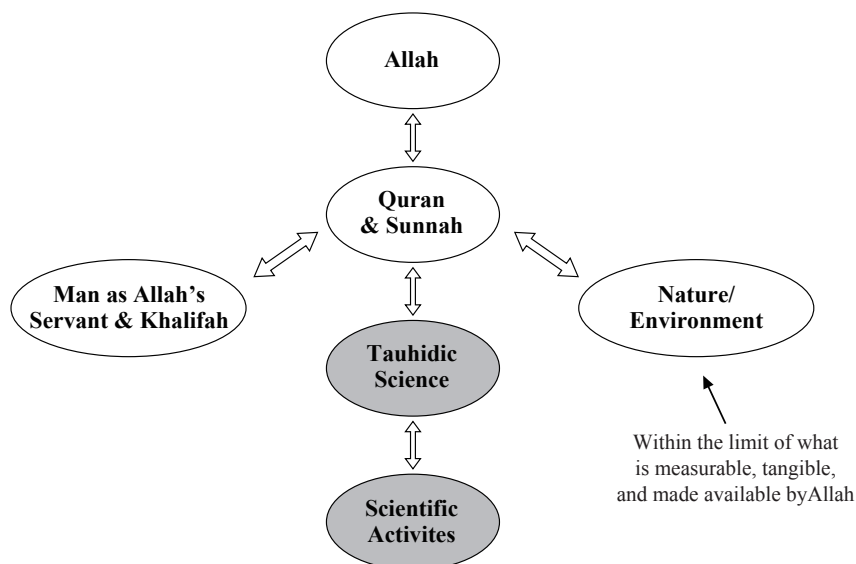 Allah
Quran
& Sunnah
Man as Allah’s
Servant & Khalifah
Nature/
Environment
Tauhidic
Science
Within the limit of what
is measurable, tangible,
and made available byAllah
Scientific
Activites